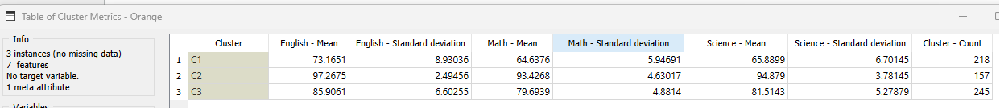 Table of Cluster Metrics - Orange
Info
3 instances (no missing data)
7 features
No target variable.
1 meta attribute
Variables
Cluster English - Mean English - Standard deviation Math - Mean Math - Standard deviation Science - Mean Science - Standard deviation Cluster - Count
1 C1 73.1651 8.93036 64.6376 5.94691 65.8899 6.70145 218
2 C2 97.2675 2.49456 93.4268 4.63017 94.879 3.78145 157
3 C3 85.9061 6.60255 79.6939 4.8814 81.5143 5.27879 245